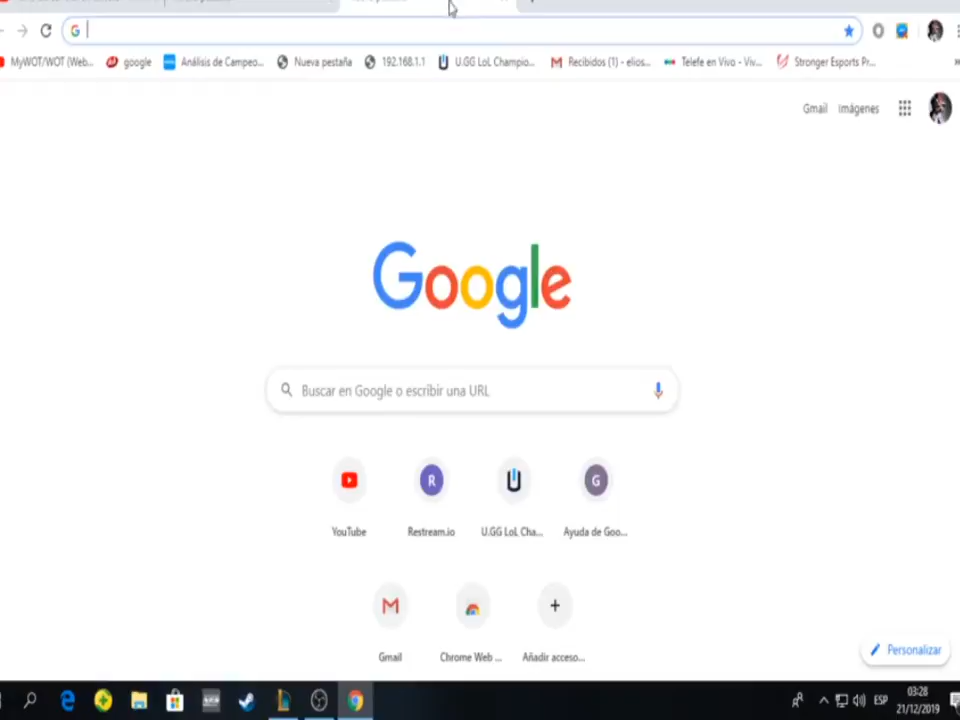 MyWOT/WOT (Web... google Análisis de Campeo... Nueva pestaña 192.168.1.1 U.GG LoL Champio... Recibidos (1) - elios... Telefe en Vivo - Viv... Stronger Esports Pr...
Gmail Imágenes
Google
Buscar en Google o escribir una URL
R G
YouTube Restream.io U.GG LoL Cha... Ayuda de Goo...
Gmail Chrome Web ... Añadir acceso...
Personalizar
ESP 03:28
21/12/2019